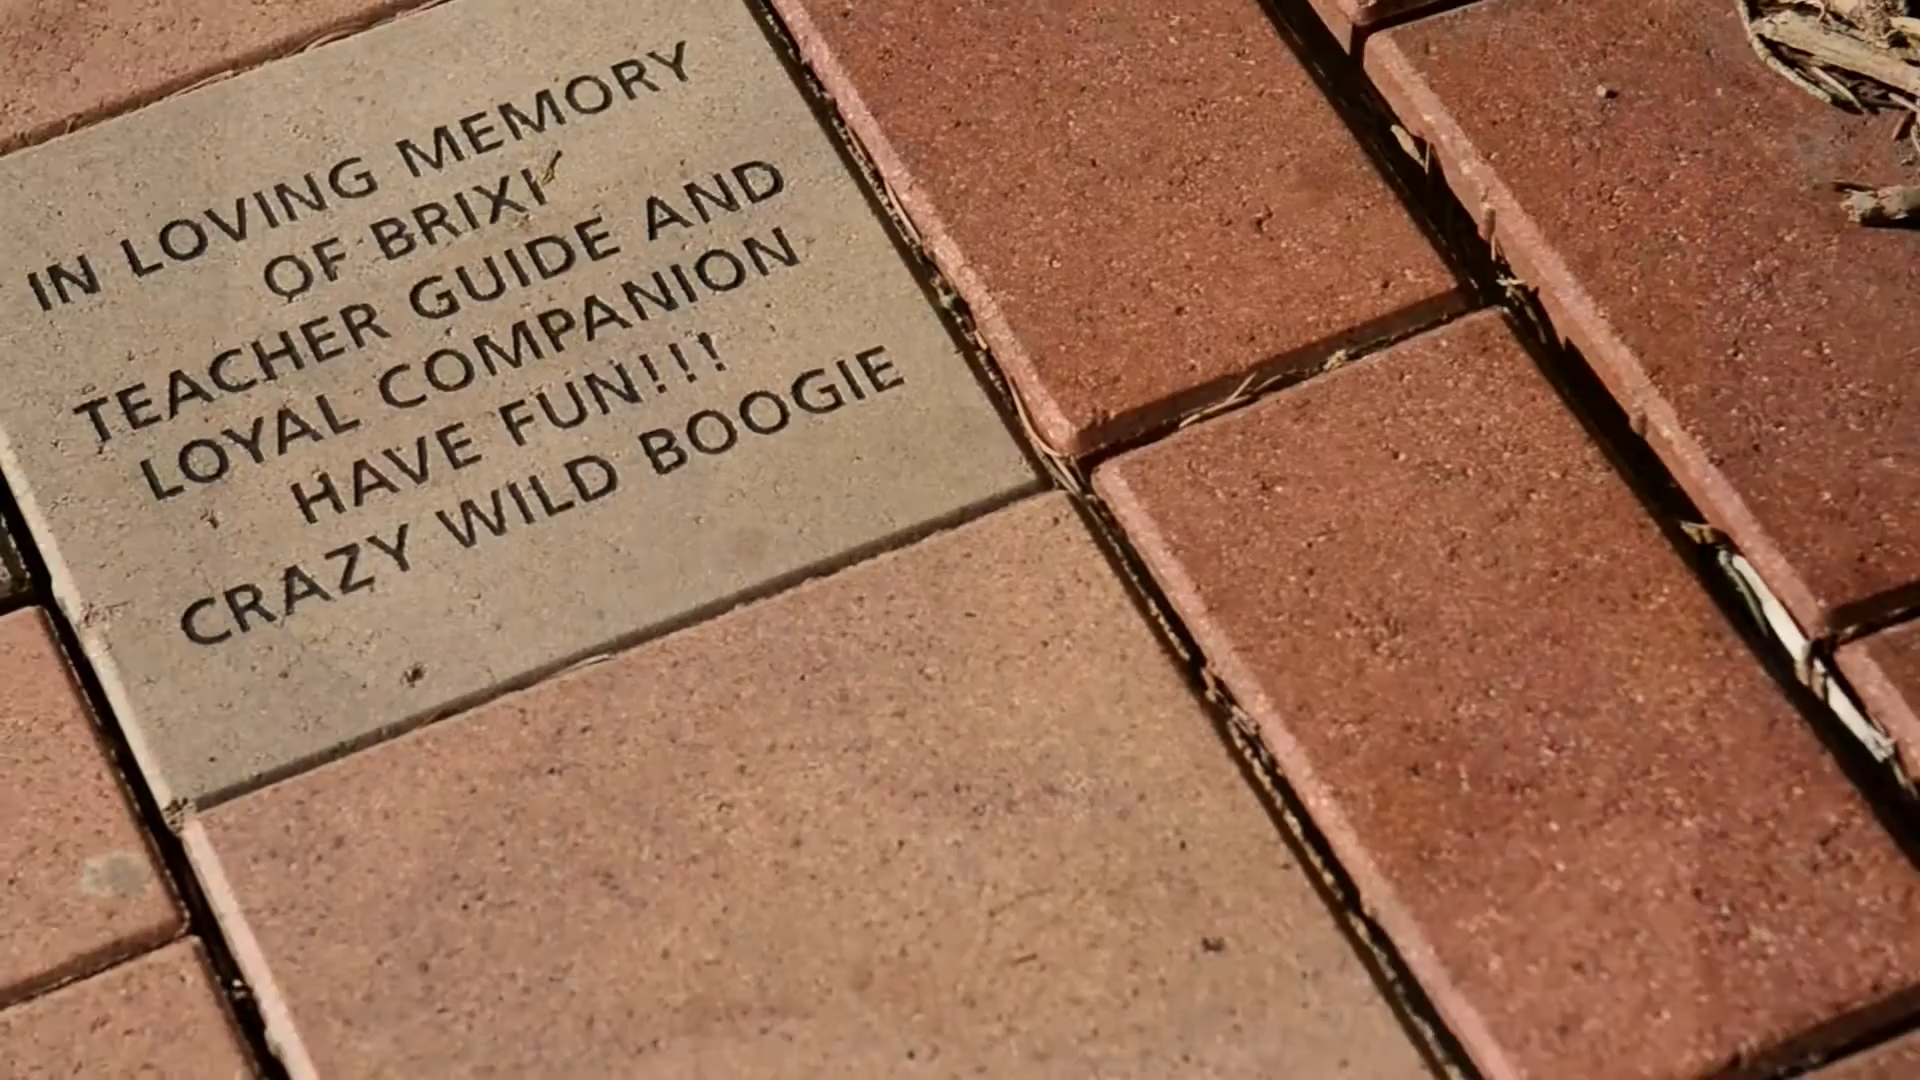 IN LOVING MEMORY
OF BRIXI
TEACHER GUIDE AND
LOYAL COMPANION
HAVE FUN!!!
CRAZY WILD BOOGIE